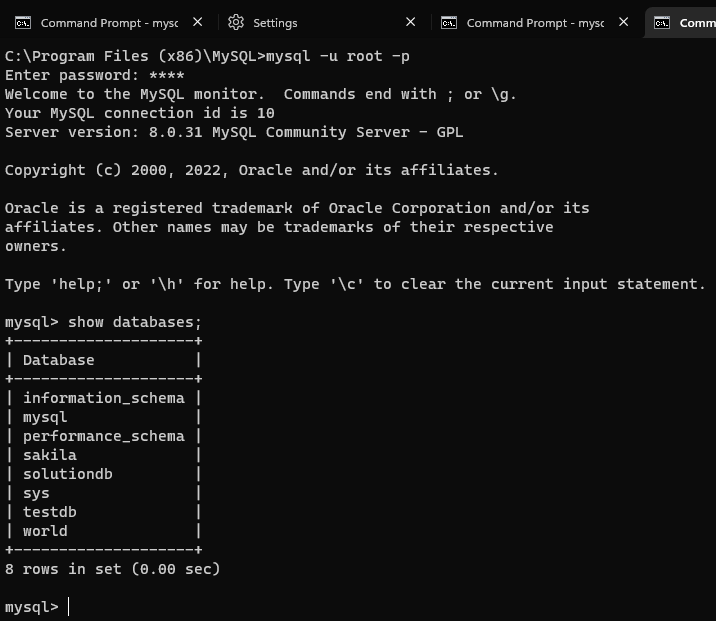 Command Prompt - mysc
Settings
Command Prompt - mysc
Comm
C:\Program Files (x86)\MySQL>mysql -u root -p
Enter password: ****
Welcome to the MySQL monitor.  Commands end with ; or \g.
Your MySQL connection id is 10
Server version: 8.0.31 MySQL Community Server - GPL
Copyright (c) 2000, 2022, Oracle and/or its affiliates.
Oracle is a registered trademark of Oracle Corporation and/or its
affiliates. Other names may be trademarks of their respective
owners.
Type 'help;' or '\h' for help. Type '\c' to clear the current input statement.
mysql> show databases;
+--------------------+
| Database           |
+--------------------+
| information_schema |
| mysql              |
| performance_schema |
| sakila             |
| solutiondb         |
| sys                |
| testdb             |
| world              |
+--------------------+
8 rows in set (0.00 sec)
mysql>